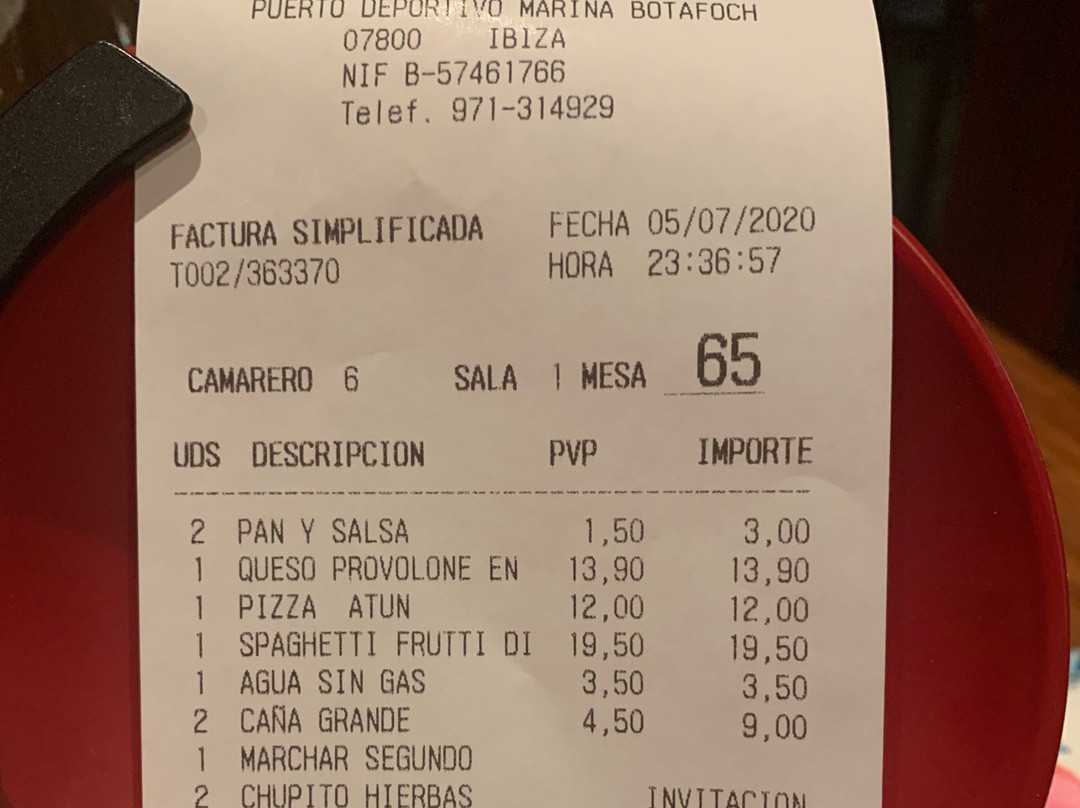 PUERTO DEPORTIVO MARINA BOTAFOCH
07800 IBIZA
NIF B-57461766
Telef. 971-314929
FACTURA SIMPLIFICADA FECHA 05/07/2020
T002/363370 HORA 23:36:57
CAMARERO 6 SALA 1 MESA 65
UDS DESCRIPCION PVP IMPORTE
2 PAN Y SALSA 1,50 3,00
1 QUESO PROVOLONE EN 13,90 13,90
1 PIZZA ATUN 12,00 12,00
1 SPAGHETTI FRUTTI DI 19,50 19,50
1 AGUA SIN GAS 3,50 3,50
2 CAÑA GRANDE 4,50 9,00
1 MARCHAR SEGUNDO
2 CHUPITO HIERBAS INVITACION